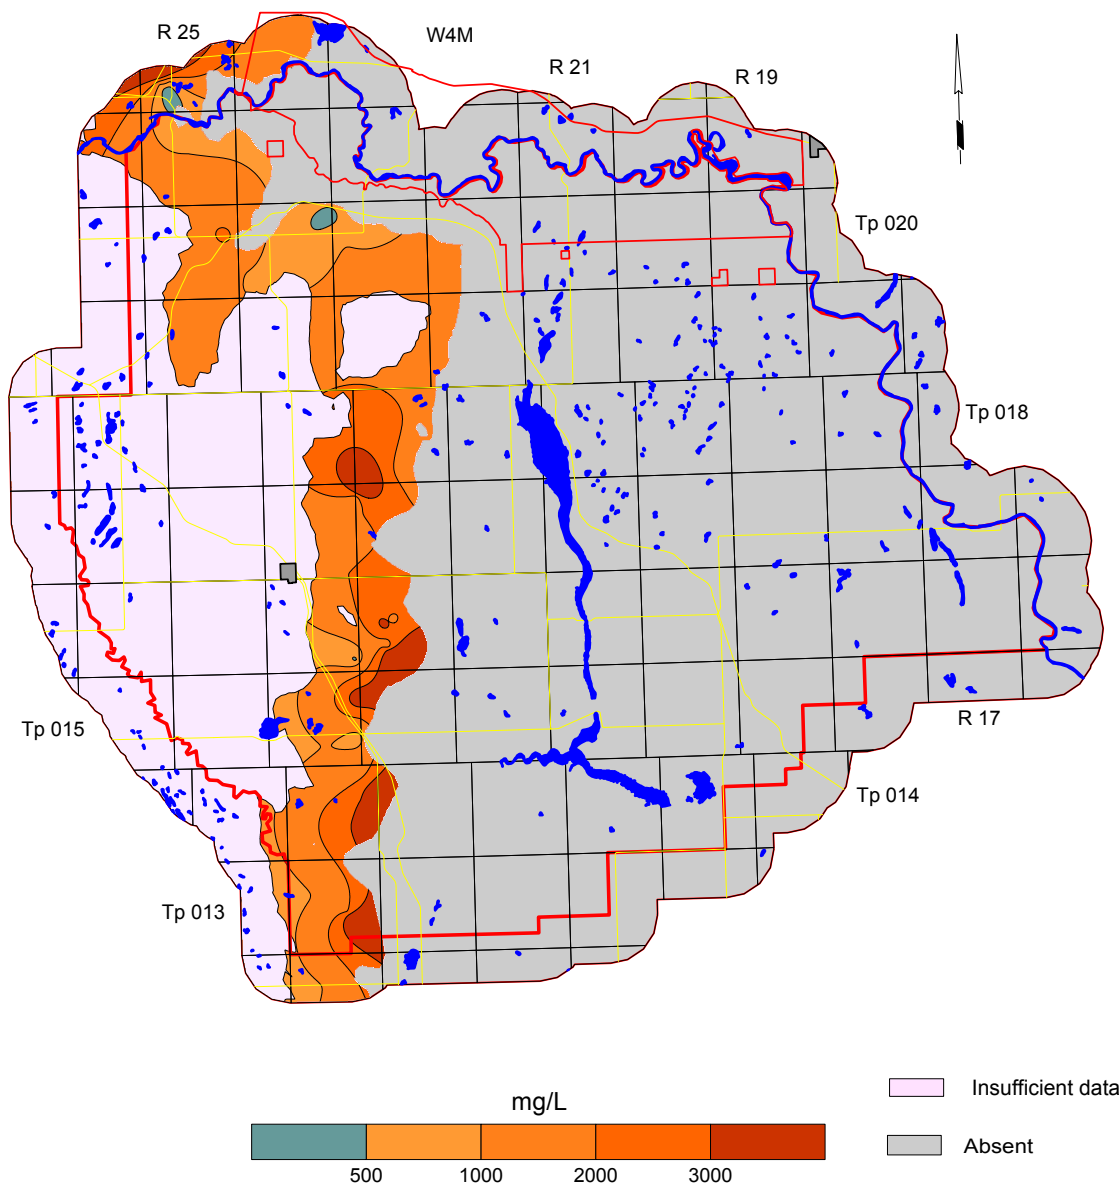 R 25
W4M
R 21
R 19
Tp 020
Tp 018
Tp 015
R 17
Tp 014
Tp 013
mg/L
500 1000 2000 3000
Insufficient data
Absent